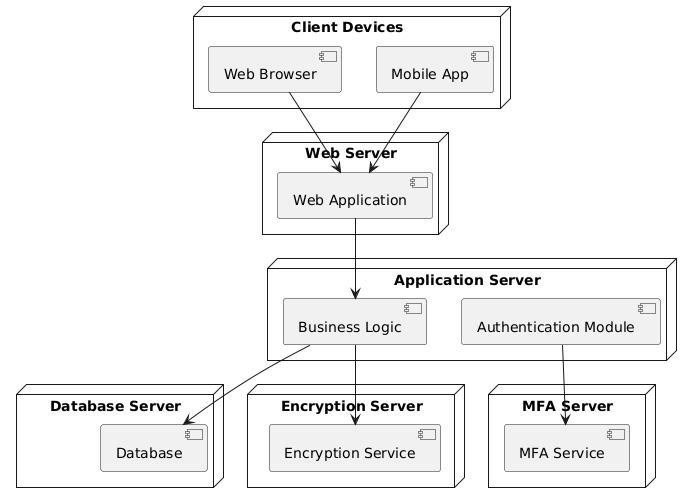 Client Devices
Web Browser
Mobile App
Web Server
Web Application
Application Server
Business Logic
Authentication Module
Database Server
Encryption Server
MFA Server
Database
Encryption Service
MFA Service